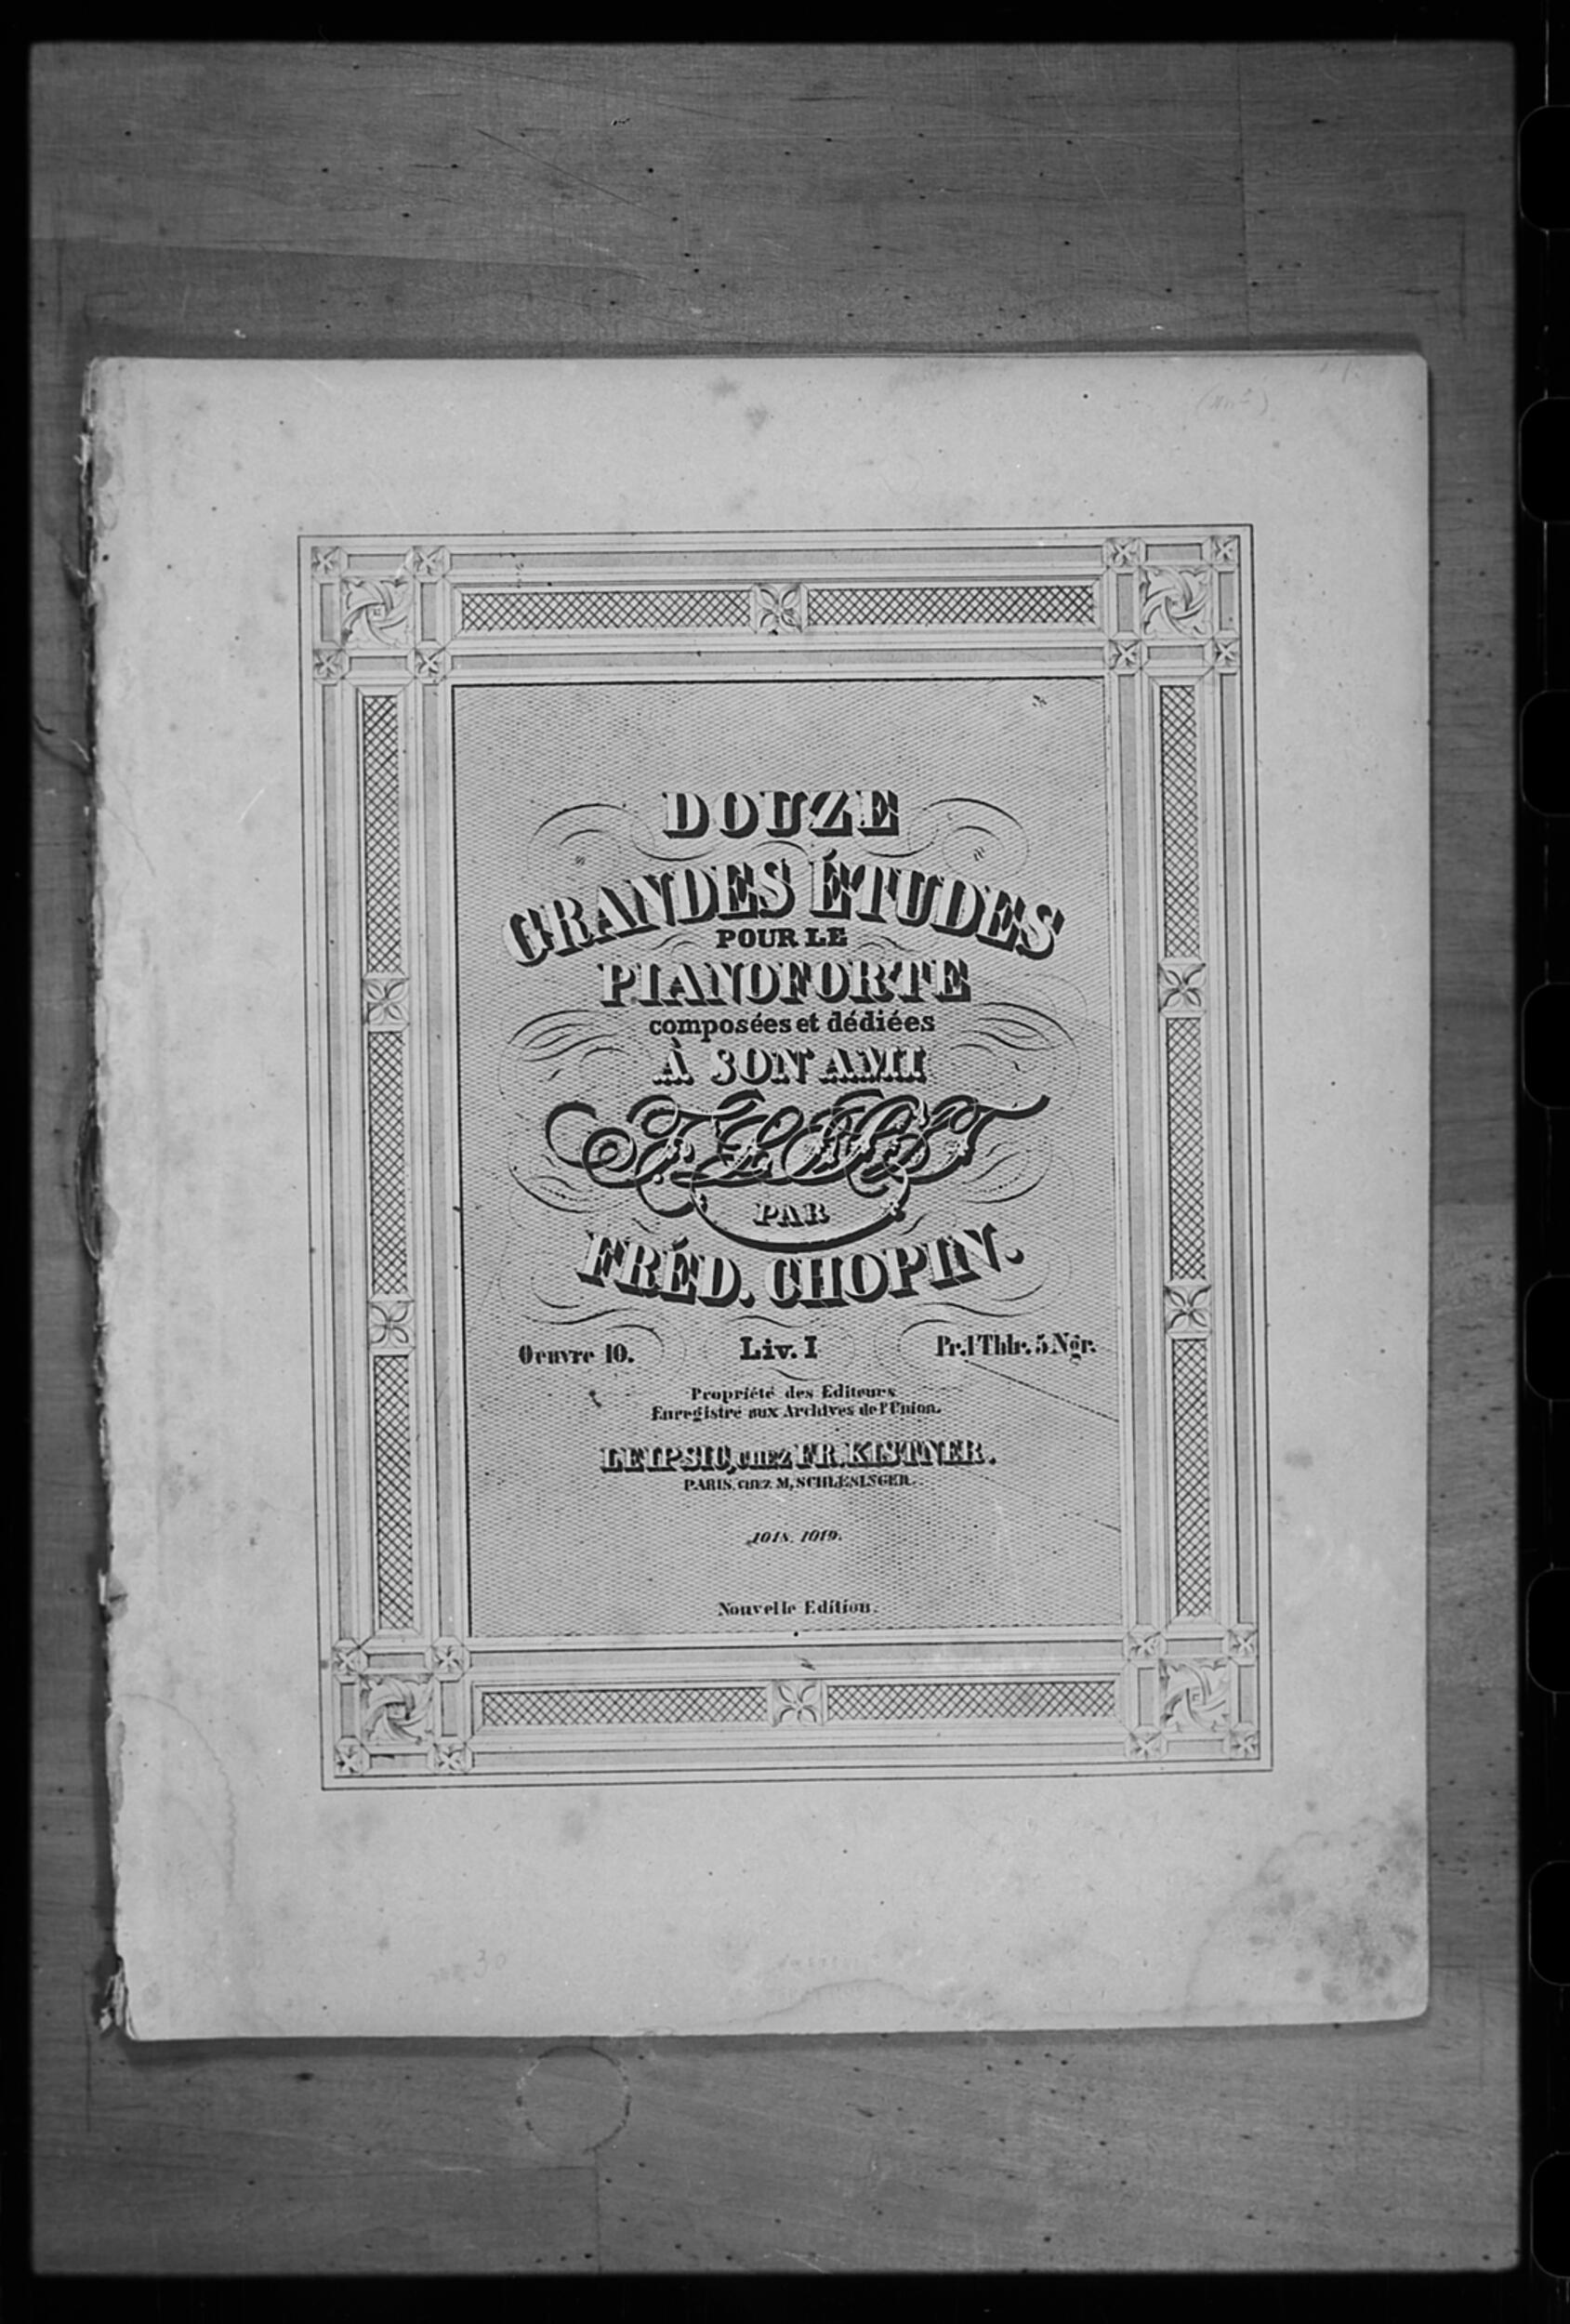 DOUZE
GRANDES ÉTUDES
POUR LE
PIANOFORTE
composées et dédiées
À SON AMI
F. LISZT
PAR
FRÉD. CHOPIN.
Oeuvre 10. Liv. I Pr. 1 Thlr. 5 Ngr.
Propriété des Editeurs
Enregistré aux Archives de l'Union.
LEIPSIC, CHEZ FR. KISTNER.
PARIS, CHEZ M, SCHLESINGER.
1018. 1019.
Nouvelle Edition.
30